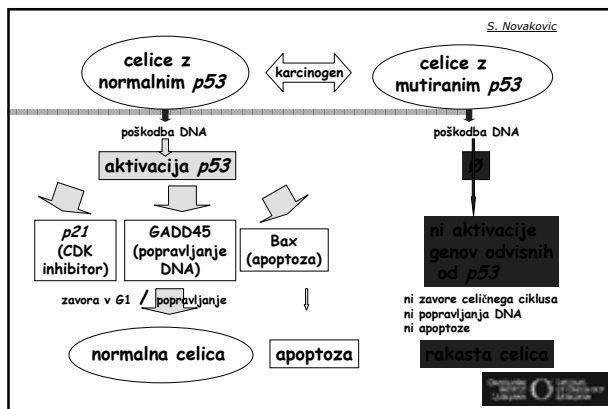 S. Novakovic
celice z
normalnim p53
karcinogen
celice z
mutiranim p53
poškodba DNA
aktivacija p53
p21
(CDK
inhibitor)
GADD45
(popravljanje
DNA)
Bax
(apoptoza)
zavora v G1 / popravljanje
normalna celica
apoptoza
poškodba DNA
Ø
ni aktivacije
genov odvisnih
od p53
ni zavore celičnega ciklusa
ni popravljanja DNA
ni apoptoze
rakasta celica